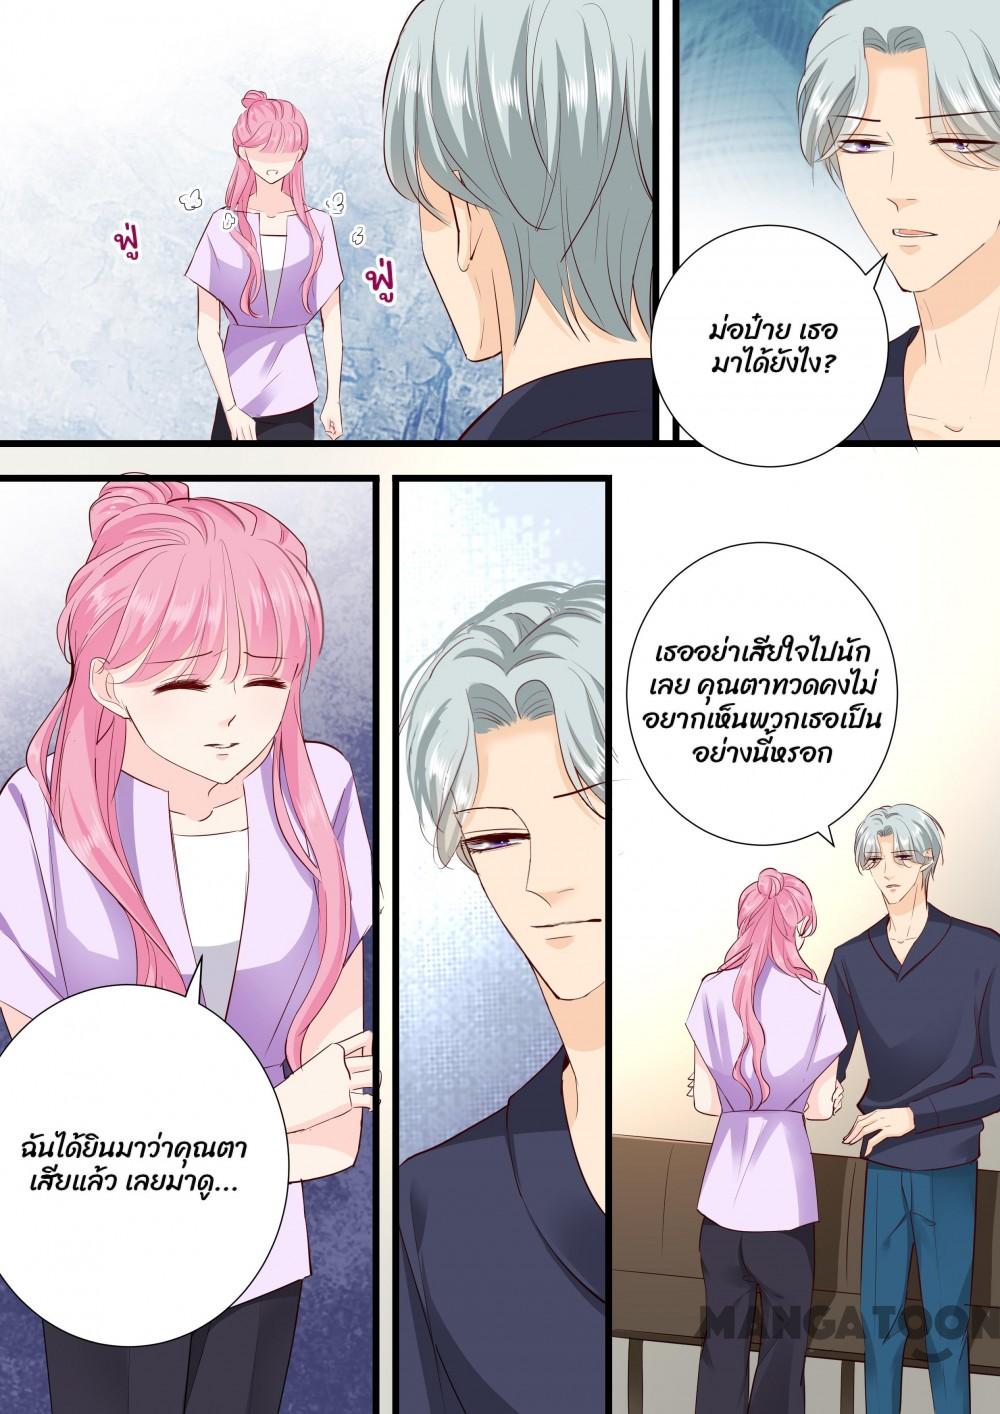 ฟู่
ฟู่
ม่อป๋าย เธอ
มาได้ยังไง?
ฉันได้ยินมาว่าคุณตา
เสียแล้ว เลยมาดู...
เธออย่าเสียใจไปนัก
เลย คุณตาทวดคงไม่
อยากเห็นพวกเธอเป็น
อย่างนี้หรอก
MANGATOON